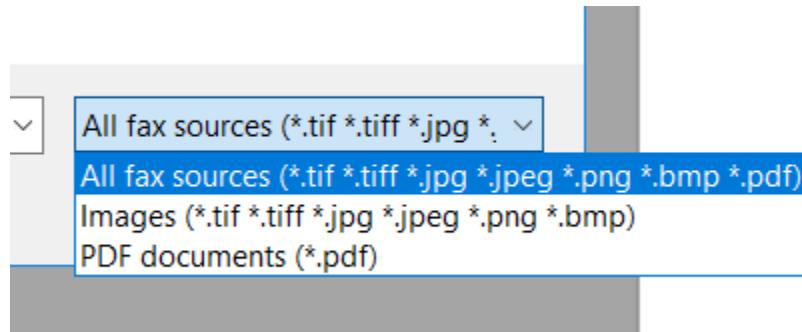 All fax sources (*.tif *.tiff *.jpg *.
All fax sources (*.tif *.tiff *.jpg *.jpeg *.png *.bmp *.pdf)
Images (*.tif *.tiff *.jpg *.jpeg *.png *.bmp)
PDF documents (*.pdf)